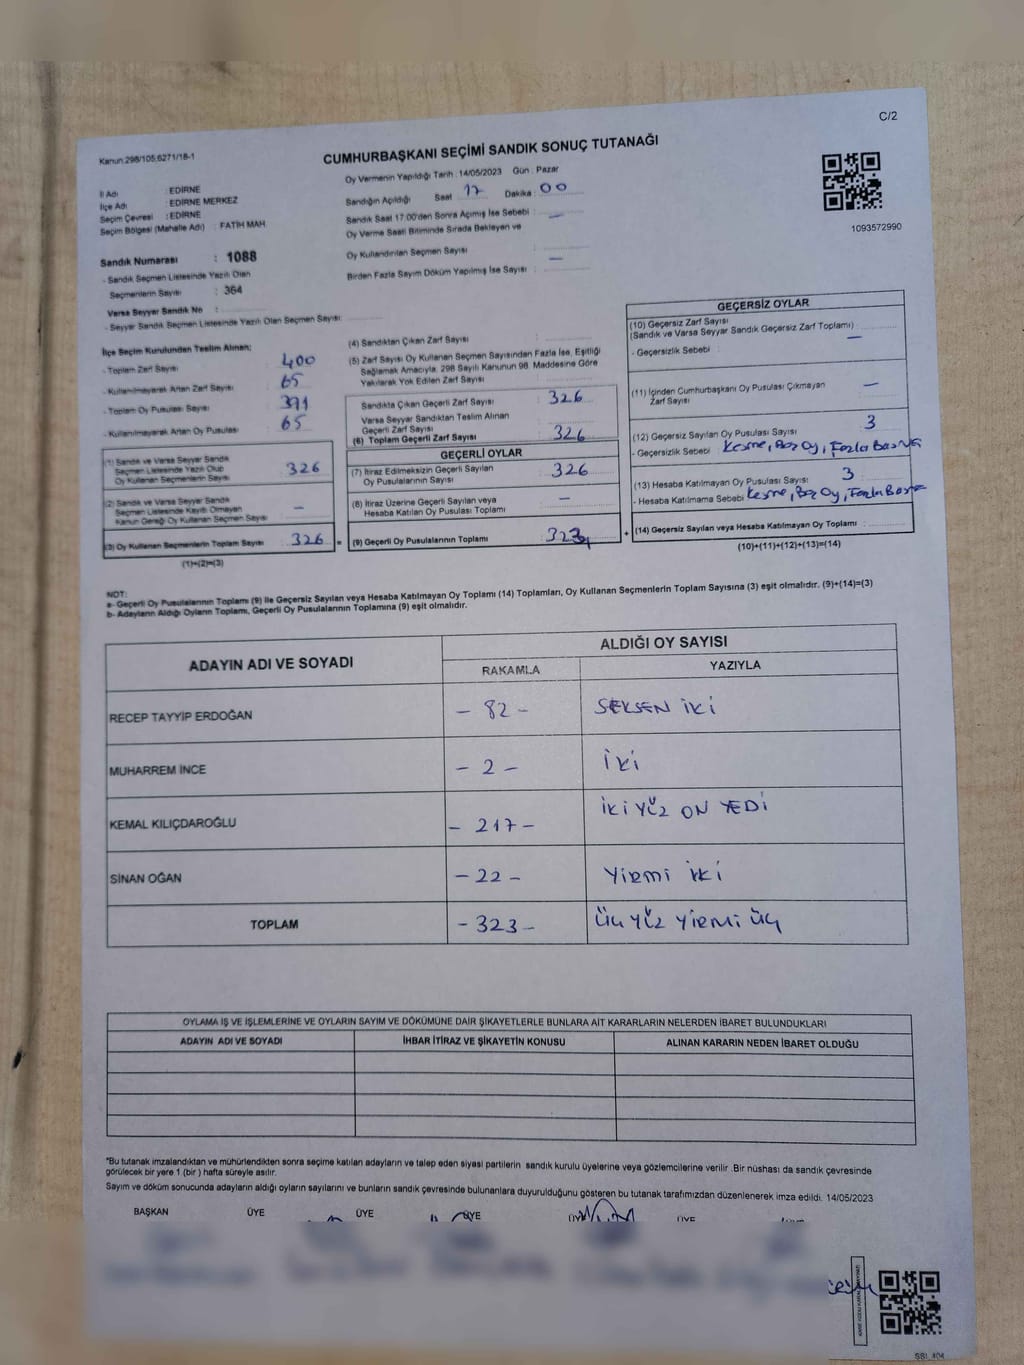 C/2
Kanun:298/105,6271/18-1
CUMHURBAŞKANI SEÇİMİ SANDIK SONUÇ TUTANAĞI
Oy Vermenin Yapıldığı Tarih : 14/05/2023 Gün : Pazar
İl Adı : EDİRNE
İlçe Adı : EDİRNE MERKEZ
Seçim Çevresi : EDİRNE
Seçim Bölgesi (Mahalle Adı) : FATİH MAH
Sandığın Açıldığı Saat 17 Dakika : 00
Sandık Saat 17:00'den Sonra Açımış İse Sebebi : —
Oy Verme Saati Bitiminde Sırada Bekleyen ve
Oy Kullandırılan Seçmen Sayısı : —
Birden Fazla Sayım Döküm Yapılmış İse Sayısı :
1093572990
Sandık Numarası : 1088
- Sandık Seçmen Listesinde Yazılı Olan
Seçmenlerin Sayısı : 364
Varsa Seyyar Sandık No :
- Seyyar Sandık Seçmen Listesinde Yazılı Olan Seçmen Sayısı:
İlçe Seçim Kurulundan Teslim Alınan;
- Toplam Zarf Sayısı : 400
- Kullanılmayarak Artan Zarf Sayısı : 65
- Toplam Oy Pusulası Sayısı : 391
- Kullanılmayarak Artan Oy Pusulası : 65
(1) Sandık ve Varsa Seyyar Sandık
Seçmen Listesinde Yazılı Olup
Oy Kullanan Seçmenlerin Sayısı : 326
(2) Sandık ve Varsa Seyyar Sandık
Seçmen Listesinde Kayıtlı Olmayan
Kanun Gereği Oy Kullanan Seçmen Sayısı : —
(3) Oy Kullanan Seçmenlerin Toplam Sayısı : 326 =
(1)+(2)=(3)
(4) Sandıktan Çıkan Zarf Sayısı :
(5) Zarf Sayısı Oy Kullanan Seçmen Sayısından Fazla İse, Eşitliği
Sağlamak Amacıyla, 298 Sayılı Kanunun 98. Maddesine Göre
Yakılarak Yok Edilen Zarf Sayısı :
Sandıkta Çıkan Geçerli Zarf Sayısı : 326
Varsa Seyyar Sandıktan Teslim Alınan
Geçerli Zarf Sayısı :
(6) Toplam Geçerli Zarf Sayısı : 326
GEÇERLİ OYLAR
(7) İtiraz Edilmeksizin Geçerli Sayılan
Oy Pusulalarının Sayısı : 326
(8) İtiraz Üzerine Geçerli Sayılan veya
Hesaba Katılan Oy Pusulası Toplamı : —
(9) Geçerli Oy Pusulalarının Toplamı : 323 +
GEÇERSİZ OYLAR
(10) Geçersiz Zarf Sayısı
(Sandık ve Varsa Seyyar Sandık Geçersiz Zarf Toplamı) : —
- Geçersizlik Sebebi :
(11) İçinden Cumhurbaşkanı Oy Pusulası Çıkmayan
Zarf Sayısı : —
(12) Geçersiz Sayılan Oy Pusulası Sayısı : 3
- Geçersizlik Sebebi : Kesme, Boş Oy, Fazla Basma
(13) Hesaba Katılmayan Oy Pusulası Sayısı: 3
- Hesaba Katılmama Sebebi : Kesme, Boş Oy, Fazla Basma
(14) Geçersiz Sayılan veya Hesaba Katılmayan Oy Toplamı :
(10)+(11)+(12)+(13)=(14)
NOT:
a- Geçerli Oy Pusulalarının Toplamı (9) ile Geçersiz Sayılan veya Hesaba Katılmayan Oy Toplamı (14) Toplamları, Oy Kullanan Seçmenlerin Toplam Sayısına (3) eşit olmalıdır. (9)+(14)=(3)
b- Adayların Aldığı Oyların Toplamı, Geçerli Oy Pusulalarının Toplamına (9) eşit olmalıdır.
ADAYIN ADI VE SOYADI ALDIĞI OY SAYISI
RAKAMLA YAZIYLA
RECEP TAYYİP ERDOĞAN - 82 - SEKSEN İKİ
MUHARREM İNCE - 2 - İKİ
KEMAL KILIÇDAROĞLU - 217 - İKİ YÜZ ON YEDİ
SİNAN OĞAN - 22 - Yirmi iki
TOPLAM - 323 - Üç yüz yirmi üç
OYLAMA İŞ VE İŞLEMLERİNE VE OYLARIN SAYIM VE DÖKÜMÜNE DAİR ŞİKAYETLERLE BUNLARA AİT KARARLARIN NELERDEN İBARET BULUNDUKLARI
ADAYIN ADI VE SOYADI İHBAR İTİRAZ VE ŞİKAYETİN KONUSU ALINAN KARARIN NEDEN İBARET OLDUĞU
*Bu tutanak imzalandıktan ve mühürlendikten sonra seçime katılan adayların ve talep eden siyasi partilerin sandık kurulu üyelerine veya gözlemcilerine verilir .Bir nüshası da sandık çevresinde
görülecek bir yere 1 (bir ) hafta süreyle asılır.
Sayım ve döküm sonucunda adayların aldığı oyların sayılarını ve bunların sandık çevresinde bulunanlara duyurulduğunu gösteren bu tutanak tarafımızdan düzenlenerek imza edildi. 14/05/2023
BAŞKAN ÜYE ÜYE ÜYE ÜYE ÜYE